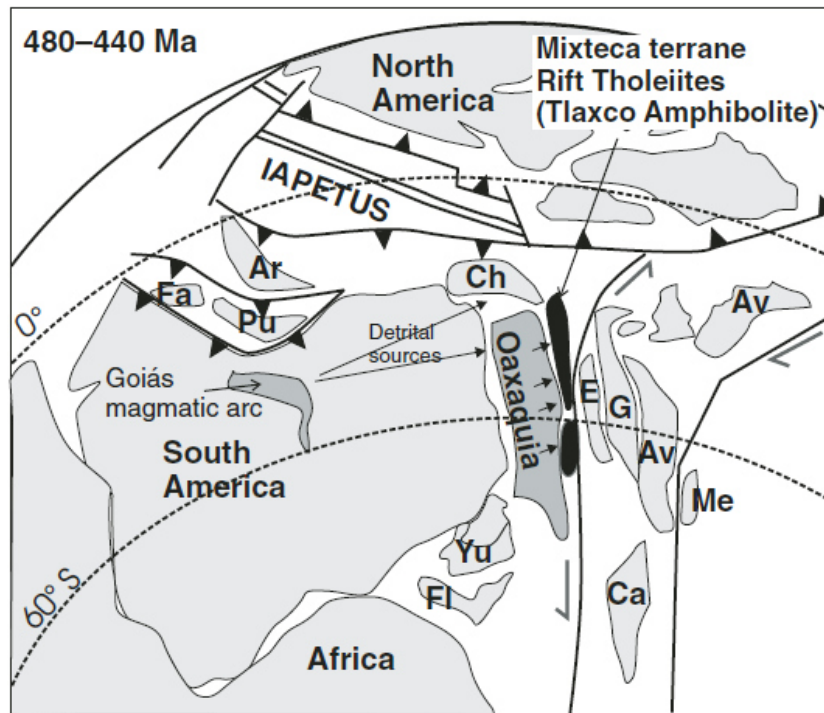 480–440 Ma
North
America
Mixteca terrane
Rift Tholeiites
(Tlaxco Amphibolite)
IAPETUS
Ar
Fa
Pu
Ch
Av
0°
Detrital
sources
Goiás
magmatic arc
Oaxaquia
E
G
Av
South
America
Me
Yu
60° S
Fl
Ca
Africa